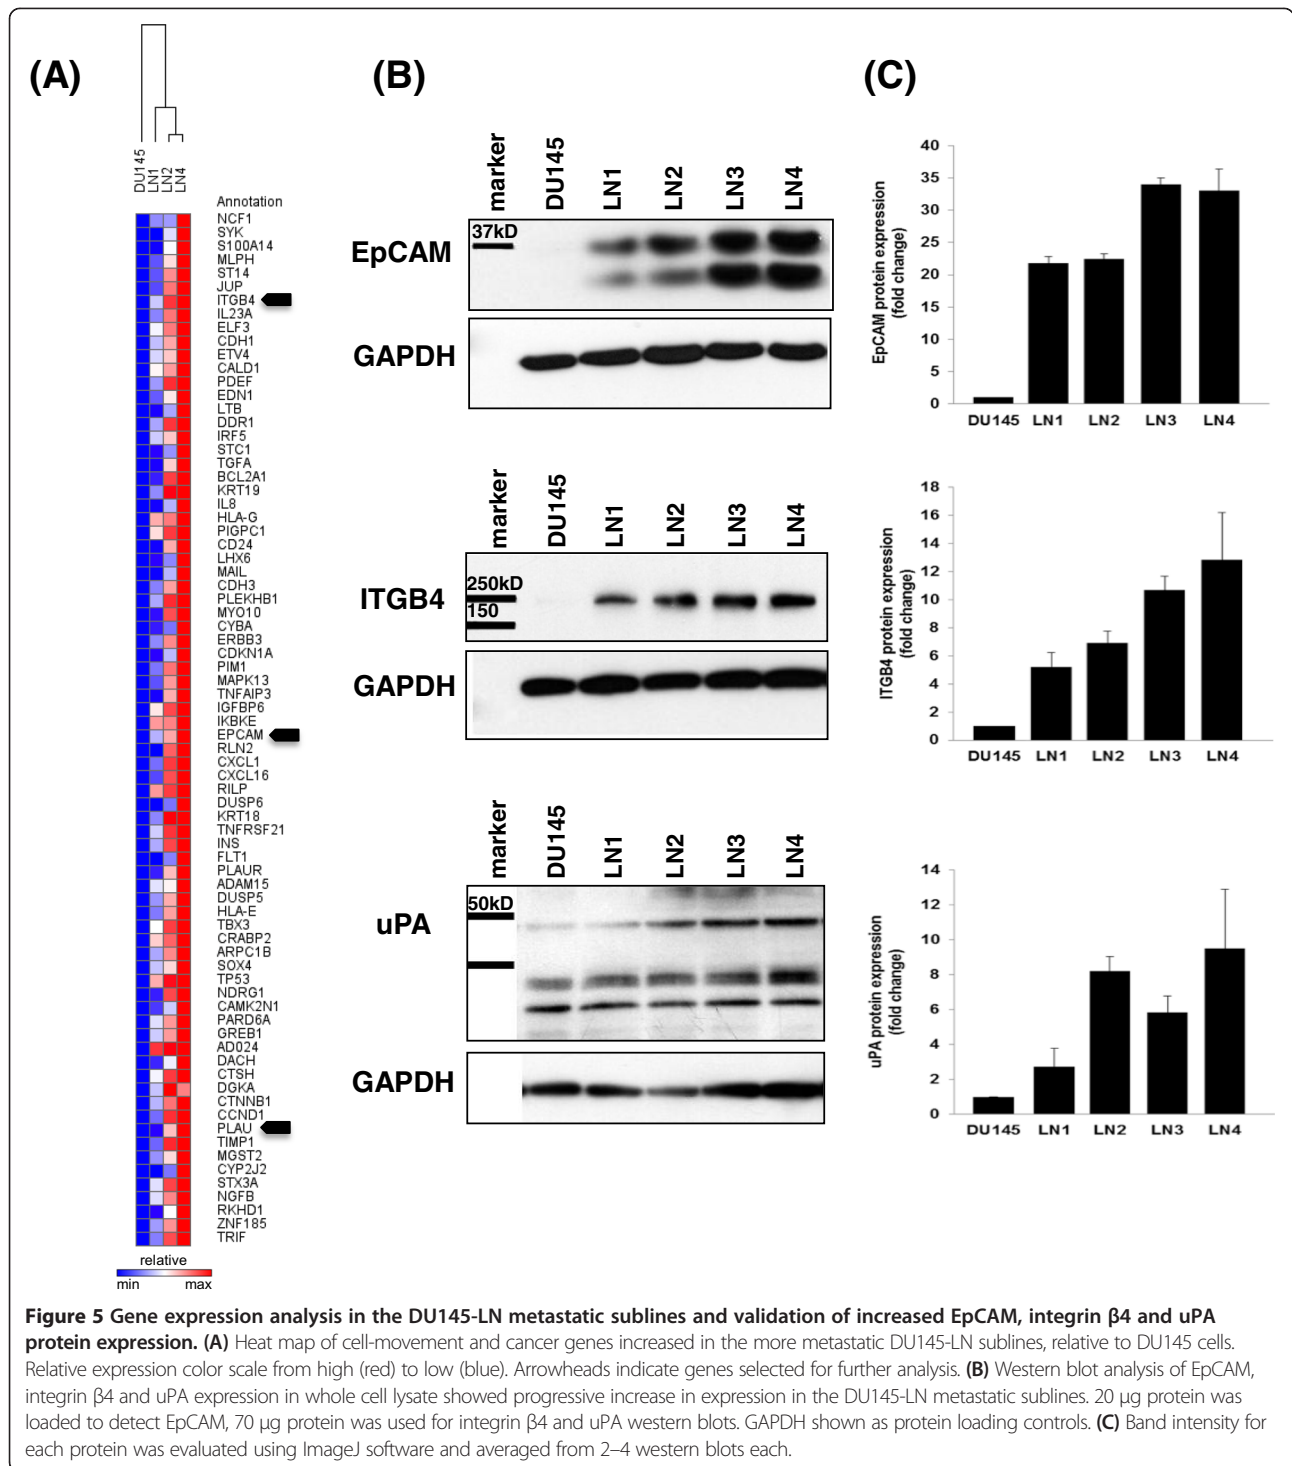 (A)
DU145
LN1
LN2
LN4
Annotation
NCF1
SYK
S100A14
MLPH
ST14
JUP
ITGB4
IL23A
ELF3
CDH1
ETV4
CALD1
PDEF
EDN1
LTB
DDR1
IRF5
STC1
TGFA
BCL2A1
KRT19
IL8
HLA-G
PIGPC1
CD24
LHX6
MAIL
CDH3
PLEKHB1
MYO10
CYBA
ERBB3
CDKN1A
PIM1
MAPK13
TNFAIP3
IGFBP6
IKBKE
EPCAM
RLN2
CXCL1
CXCL16
RILP
DUSP6
KRT18
TNFRSF21
INS
FLT1
PLAUR
ADAM15
DUSP5
HLA-E
TBX3
CRABP2
ARPC1B
SOX4
TP53
NDRG1
CAMK2N1
PARD6A
GREB1
AD024
DACH
CTSH
DGKA
CTNNB1
CCND1
PLAU
TIMP1
MGST2
CYP2J2
STX3A
NGFB
RKHD1
ZNF185
TRIF
relative
min max
(B)
marker DU145 LN1 LN2 LN3 LN4
37kD
EpCAM
GAPDH
marker DU145 LN1 LN2 LN3 LN4
250kD
150
ITGB4
GAPDH
marker DU145 LN1 LN2 LN3 LN4
50kD
uPA
GAPDH
(C)
EpCAM protein expression
(fold change)
40
35
30
25
20
15
10
5
0
DU145 LN1 LN2 LN3 LN4
ITGB4 protein expression
(fold change)
18
16
14
12
10
8
6
4
2
0
DU145 LN1 LN2 LN3 LN4
uPA protein expression
(fold change)
14
12
10
8
6
4
2
0
DU145 LN1 LN2 LN3 LN4
Figure 5 Gene expression analysis in the DU145-LN metastatic sublines and validation of increased EpCAM, integrin β4 and uPA
protein expression. (A) Heat map of cell-movement and cancer genes increased in the more metastatic DU145-LN sublines, relative to DU145 cells.
Relative expression color scale from high (red) to low (blue). Arrowheads indicate genes selected for further analysis. (B) Western blot analysis of EpCAM,
integrin β4 and uPA expression in whole cell lysate showed progressive increase in expression in the DU145-LN metastatic sublines. 20 μg protein was
loaded to detect EpCAM, 70 μg protein was used for integrin β4 and uPA western blots. GAPDH shown as protein loading controls. (C) Band intensity for
each protein was evaluated using ImageJ software and averaged from 2–4 western blots each.